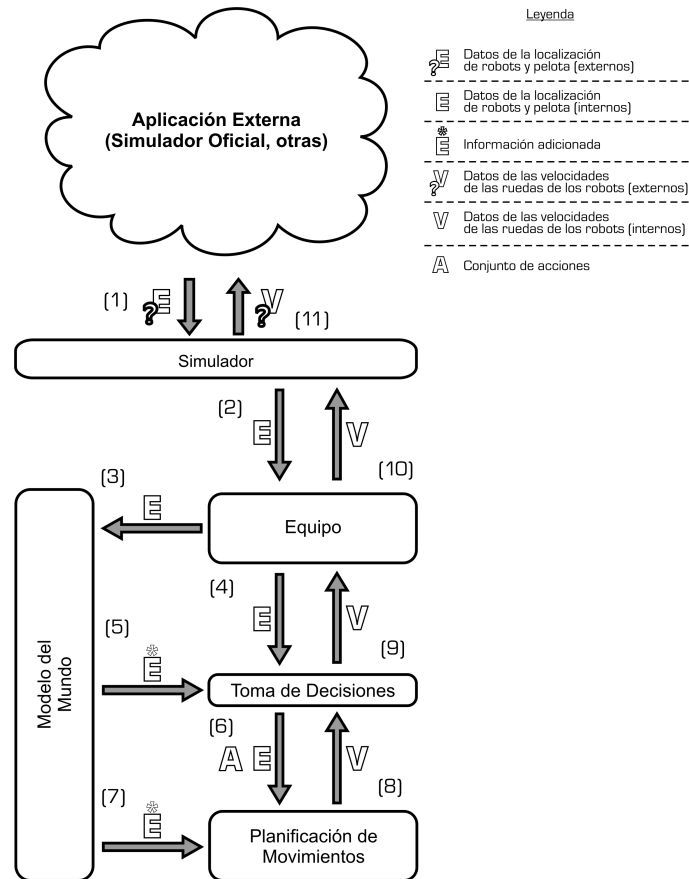 Leyenda
?E Datos de la localización
de robots y pelota (externos)
E Datos de la localización
de robots y pelota (internos)
*
E Información adicionada
?V Datos de las velocidades
de las ruedas de los robots (externos)
V Datos de las velocidades
de las ruedas de los robots (internos)
A Conjunto de acciones
Aplicación Externa
(Simulador Oficial, otras)
(1) ?E
?V (11)
Simulador
(2) E
V (10)
Equipo
(3) E
(4) E
V (9)
Modelo del
Mundo
(5) *
E
Toma de Decisiones
(6) A E
V (8)
(7) *
E
Planificación de
Movimientos